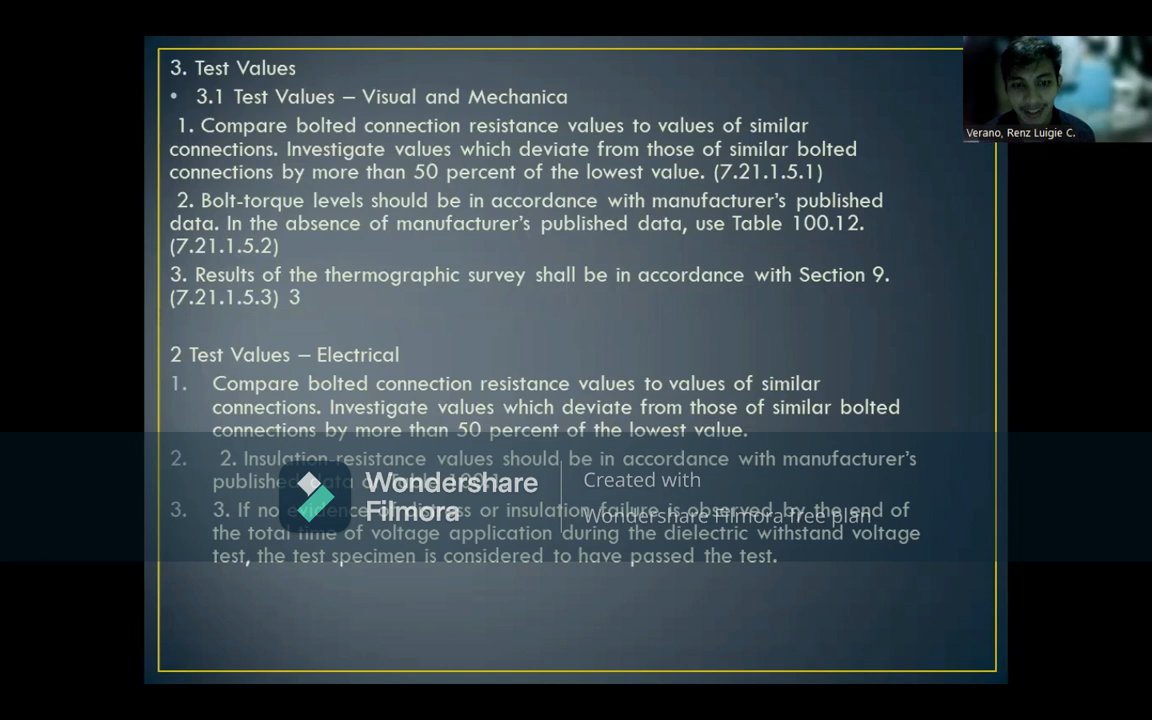 3. Test Values
• 3.1 Test Values – Visual and Mechanica
1. Compare bolted connection resistance values to values of similar
connections. Investigate values which deviate from those of similar bolted
connections by more than 50 percent of the lowest value. (7.21.1.5.1)
2. Bolt-torque levels should be in accordance with manufacturer's published
data. In the absence of manufacturer's published data, use Table 100.12.
(7.21.1.5.2)
3. Results of the thermographic survey shall be in accordance with Section 9.
(7.21.1.5.3) 3
2 Test Values – Electrical
1. Compare bolted connection resistance values to values of similar
connections. Investigate values which deviate from those of similar bolted
connections by more than 50 percent of the lowest value.
2. 2. Insulation-resistance values should be in accordance with manufacturer's
published data
3. 3. If no evidence of distress or insulation failure is observed by the end of
the total time of voltage application during the dielectric withstand voltage
test, the test specimen is considered to have passed the test.
Verano, Renz Luigie C.
Wondershare
Filmora
Created with
Wondershare Filmora free plan